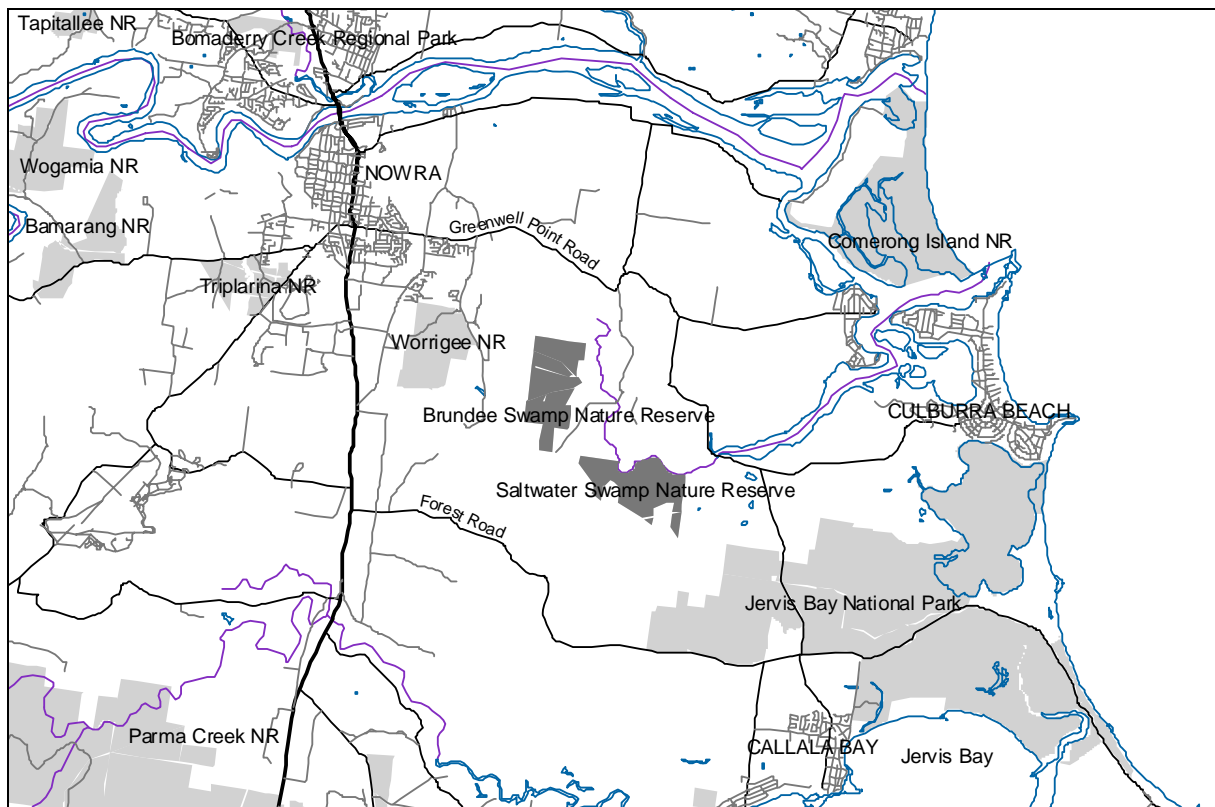 Tapitallee NR
Bomaderry Creek Regional Park
Wogamia NR
NOWRA
Bamarang NR
Greenwell Point Road
Comerong Island NR
Triplarina NR
Worrigee NR
Brundee Swamp Nature Reserve
CULBURRA BEACH
Saltwater Swamp Nature Reserve
Forest Road
Jervis Bay National Park
Parma Creek NR
CALLALA BAY
Jervis Bay